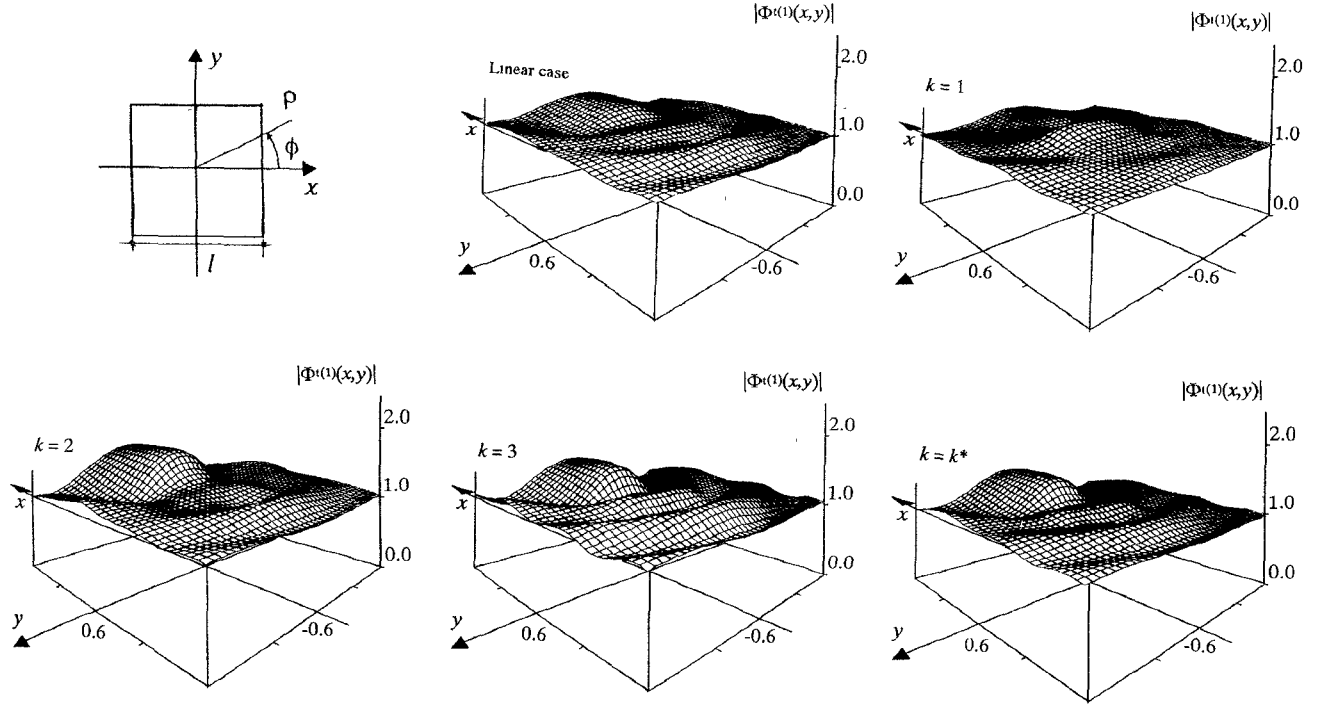 y
ρ
ϕ
x
l
|Φt(1)(x,y)|
Linear case
2.0
x
1.0
0.0
y
0.6
-0.6
|Φt(1)(x,y)|
k = 1
2.0
x
1.0
0.0
y
0.6
-0.6
|Φt(1)(x,y)|
k = 2
2.0
x
1.0
0.0
y
0.6
-0.6
|Φt(1)(x,y)|
k = 3
2.0
x
1.0
0.0
y
0.6
-0.6
|Φt(1)(x,y)|
k = k*
2.0
x
1.0
0.0
y
0.6
-0.6